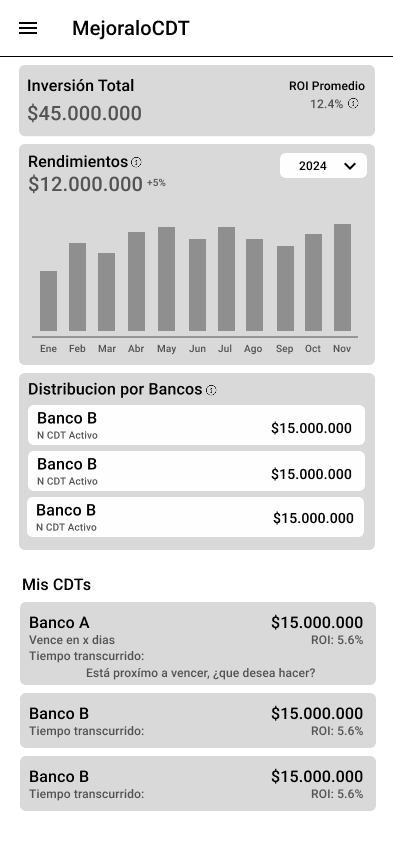 MejoraloCDT
Inversión Total
$45.000.000
ROI Promedio
12.4%
Rendimientos
$12.000.000 +5%
2024
Ene Feb Mar Abr May Jun Jul Ago Sep Oct Nov
Distribucion por Bancos
Banco B
N CDT Activo
$15.000.000
Banco B
N CDT Activo
$15.000.000
Banco B
N CDT Activo
$15.000.000
Mis CDTs
Banco A $15.000.000
Vence en x dias ROI: 5.6%
Tiempo transcurrido:
Está proxímo a vencer, ¿que desea hacer?
Banco B $15.000.000
Tiempo transcurrido: ROI: 5.6%
Banco B $15.000.000
Tiempo transcurrido: ROI: 5.6%